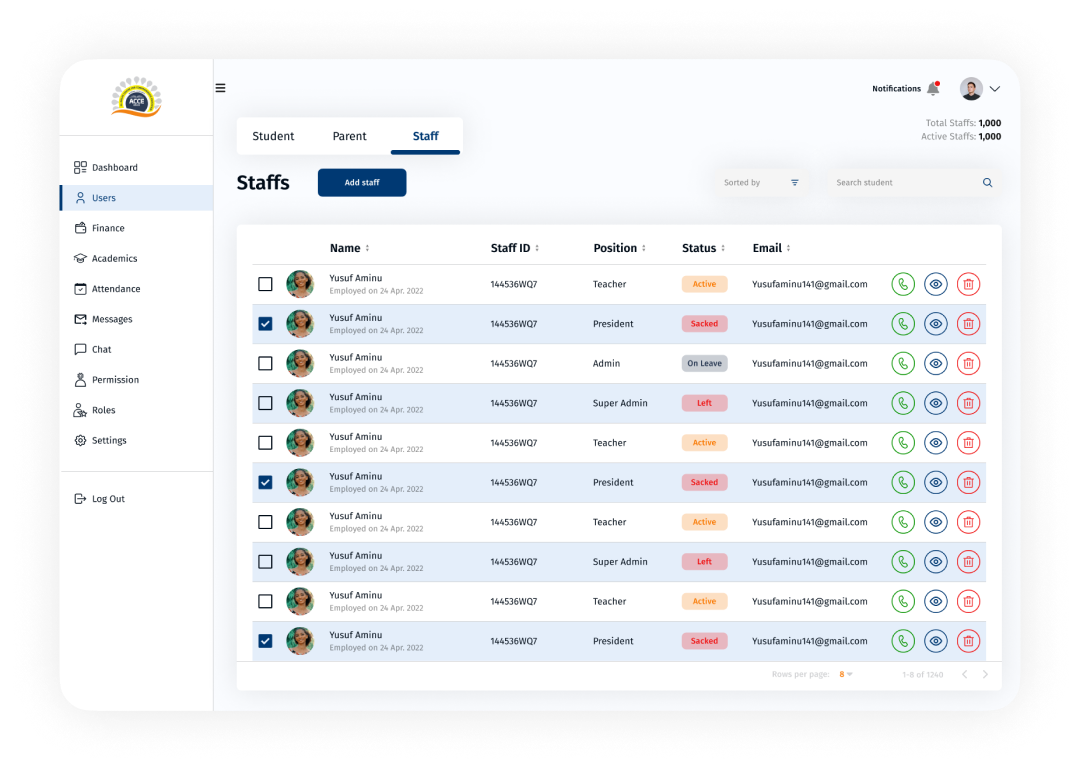 ACCE
Notifications
Total Staffs: 1,000
Active Staffs: 1,000
Student Parent Staff
Staffs Add staff Sorted by Search student
Dashboard
Users
Finance
Academics
Attendance
Messages
Chat
Permission
Roles
Settings
Log Out
Name Staff ID Position Status Email
Yusuf Aminu
Employed on 24 Apr. 2022
144536WQ7 Teacher Active Yusufaminu141@gmail.com
Yusuf Aminu
Employed on 24 Apr. 2022
144536WQ7 President Sacked Yusufaminu141@gmail.com
Yusuf Aminu
Employed on 24 Apr. 2022
144536WQ7 Admin On Leave Yusufaminu141@gmail.com
Yusuf Aminu
Employed on 24 Apr. 2022
144536WQ7 Super Admin Left Yusufaminu141@gmail.com
Yusuf Aminu
Employed on 24 Apr. 2022
144536WQ7 Teacher Active Yusufaminu141@gmail.com
Yusuf Aminu
Employed on 24 Apr. 2022
144536WQ7 President Sacked Yusufaminu141@gmail.com
Yusuf Aminu
Employed on 24 Apr. 2022
144536WQ7 Teacher Active Yusufaminu141@gmail.com
Yusuf Aminu
Employed on 24 Apr. 2022
144536WQ7 Super Admin Left Yusufaminu141@gmail.com
Yusuf Aminu
Employed on 24 Apr. 2022
144536WQ7 Teacher Active Yusufaminu141@gmail.com
Yusuf Aminu
Employed on 24 Apr. 2022
144536WQ7 President Sacked Yusufaminu141@gmail.com
Rows per page: 8 1-8 of 1240